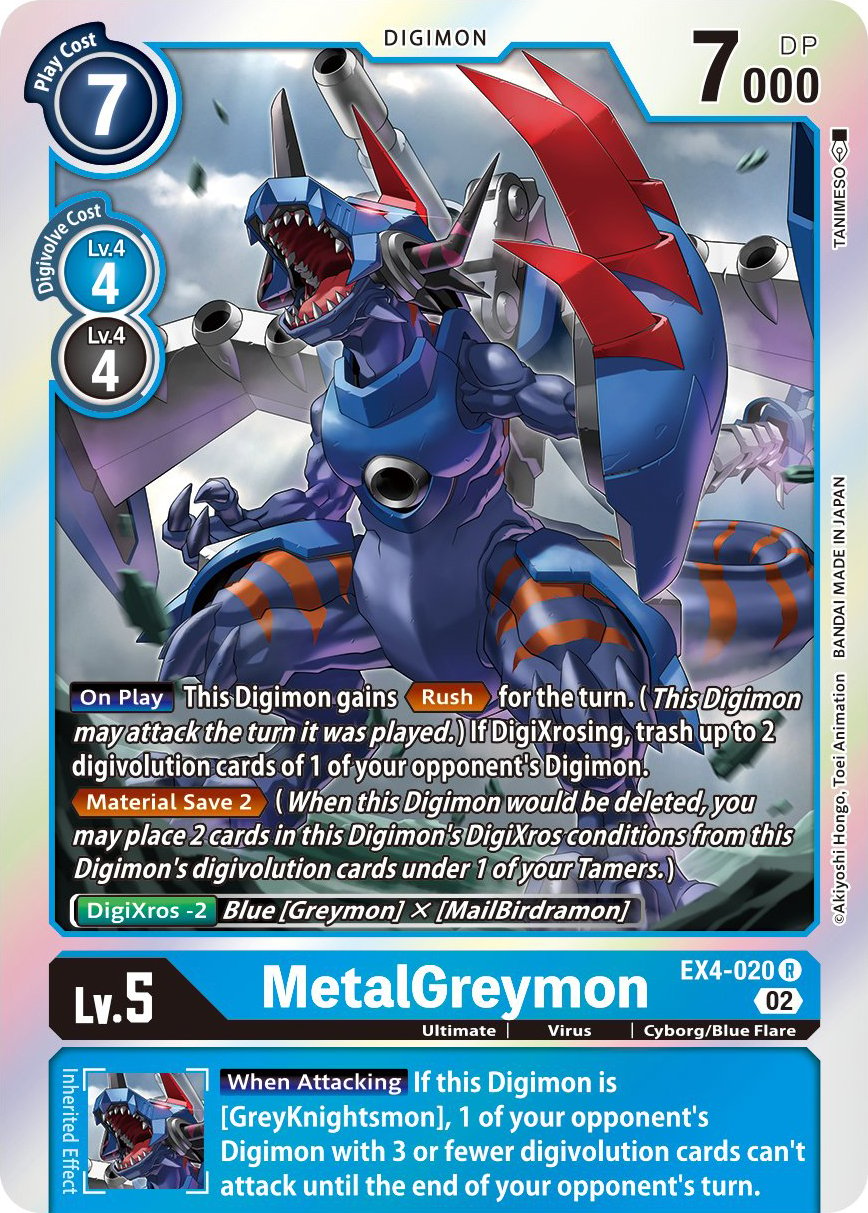 DIGIMON
Play Cost
7
7000
DP
Digivolve Cost
Lv.4
4
Lv.4
4
TANIMESO
BANDAI MADE IN JAPAN
©Akiyoshi Hongo, Toei Animation
On Play This Digimon gains Rush for the turn. (This Digimon
may attack the turn it was played.) If DigiXrosing, trash up to 2
digivolution cards of 1 of your opponent's Digimon.
Material Save 2 (When this Digimon would be deleted, you
may place 2 cards in this Digimon's DigiXros conditions from this
Digimon's digivolution cards under 1 of your Tamers.)
DigiXros -2 Blue [Greymon] × [MailBirdramon]
Lv.5
MetalGreymon
EX4-020 R
02
Ultimate | Virus | Cyborg/Blue Flare
Inherited Effect
When Attacking If this Digimon is
[GreyKnightsmon], 1 of your opponent's
Digimon with 3 or fewer digivolution cards can't
attack until the end of your opponent's turn.